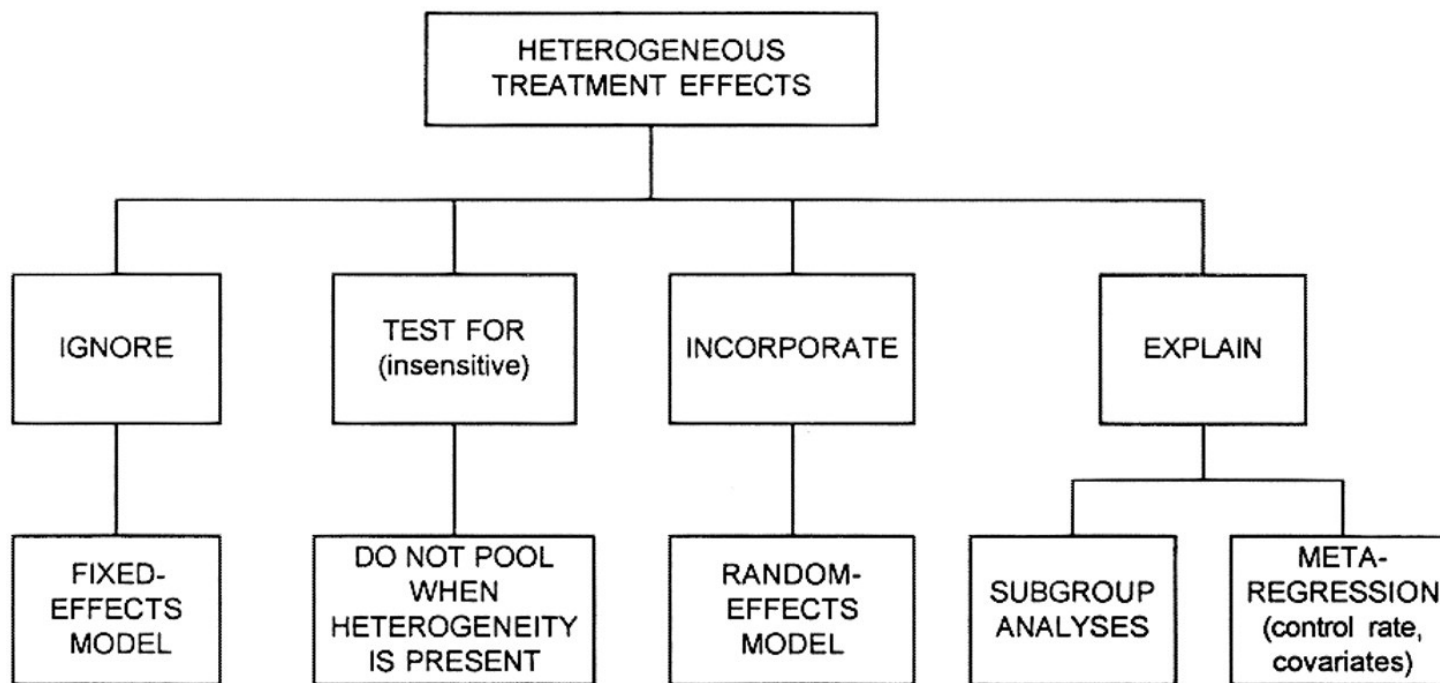 HETEROGENEOUS
TREATMENT EFFECTS
IGNORE
TEST FOR
(insensitive)
INCORPORATE
EXPLAIN
FIXED-
EFFECTS
MODEL
DO NOT POOL
WHEN
HETEROGENEITY
IS PRESENT
RANDOM-
EFFECTS
MODEL
SUBGROUP
ANALYSES
META-
REGRESSION
(control rate,
covariates)